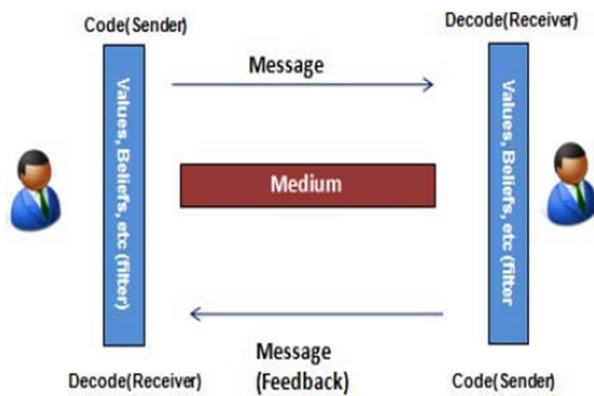 Code(Sender)
Decode(Receiver)
Message
Values, Beliefs, etc (filter)
Medium
Values, Beliefs, etc (filter
Message
(Feedback)
Decode(Receiver)
Code(Sender)